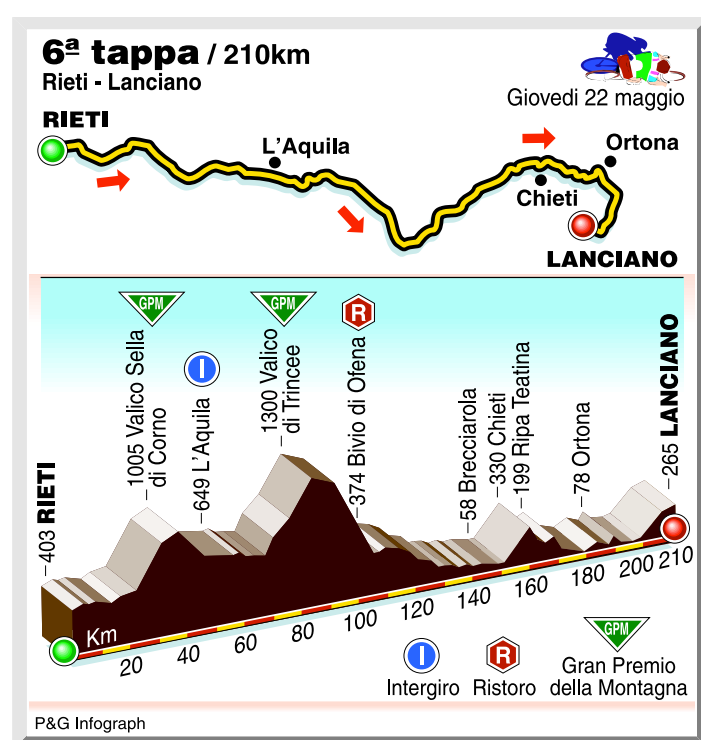 6ª tappa / 210km
Rieti - Lanciano
Giovedi 22 maggio
RIETI
L'Aquila
Ortona
Chieti
LANCIANO
GPM
GPM
R
I
403 RIETI
1005 Valico Sella
di Corno
649 L'Aquila
1300 Valico
di Trincee
374 Bivio di Ofena
58 Brecciarola
330 Chieti
199 Ripa Teatina
78 Ortona
265 LANCIANO
Km
20
40
60
80
100
120
140
160
180
200
210
I
R
GPM
Intergiro
Ristoro
Gran Premio
della Montagna
P&G Infograph